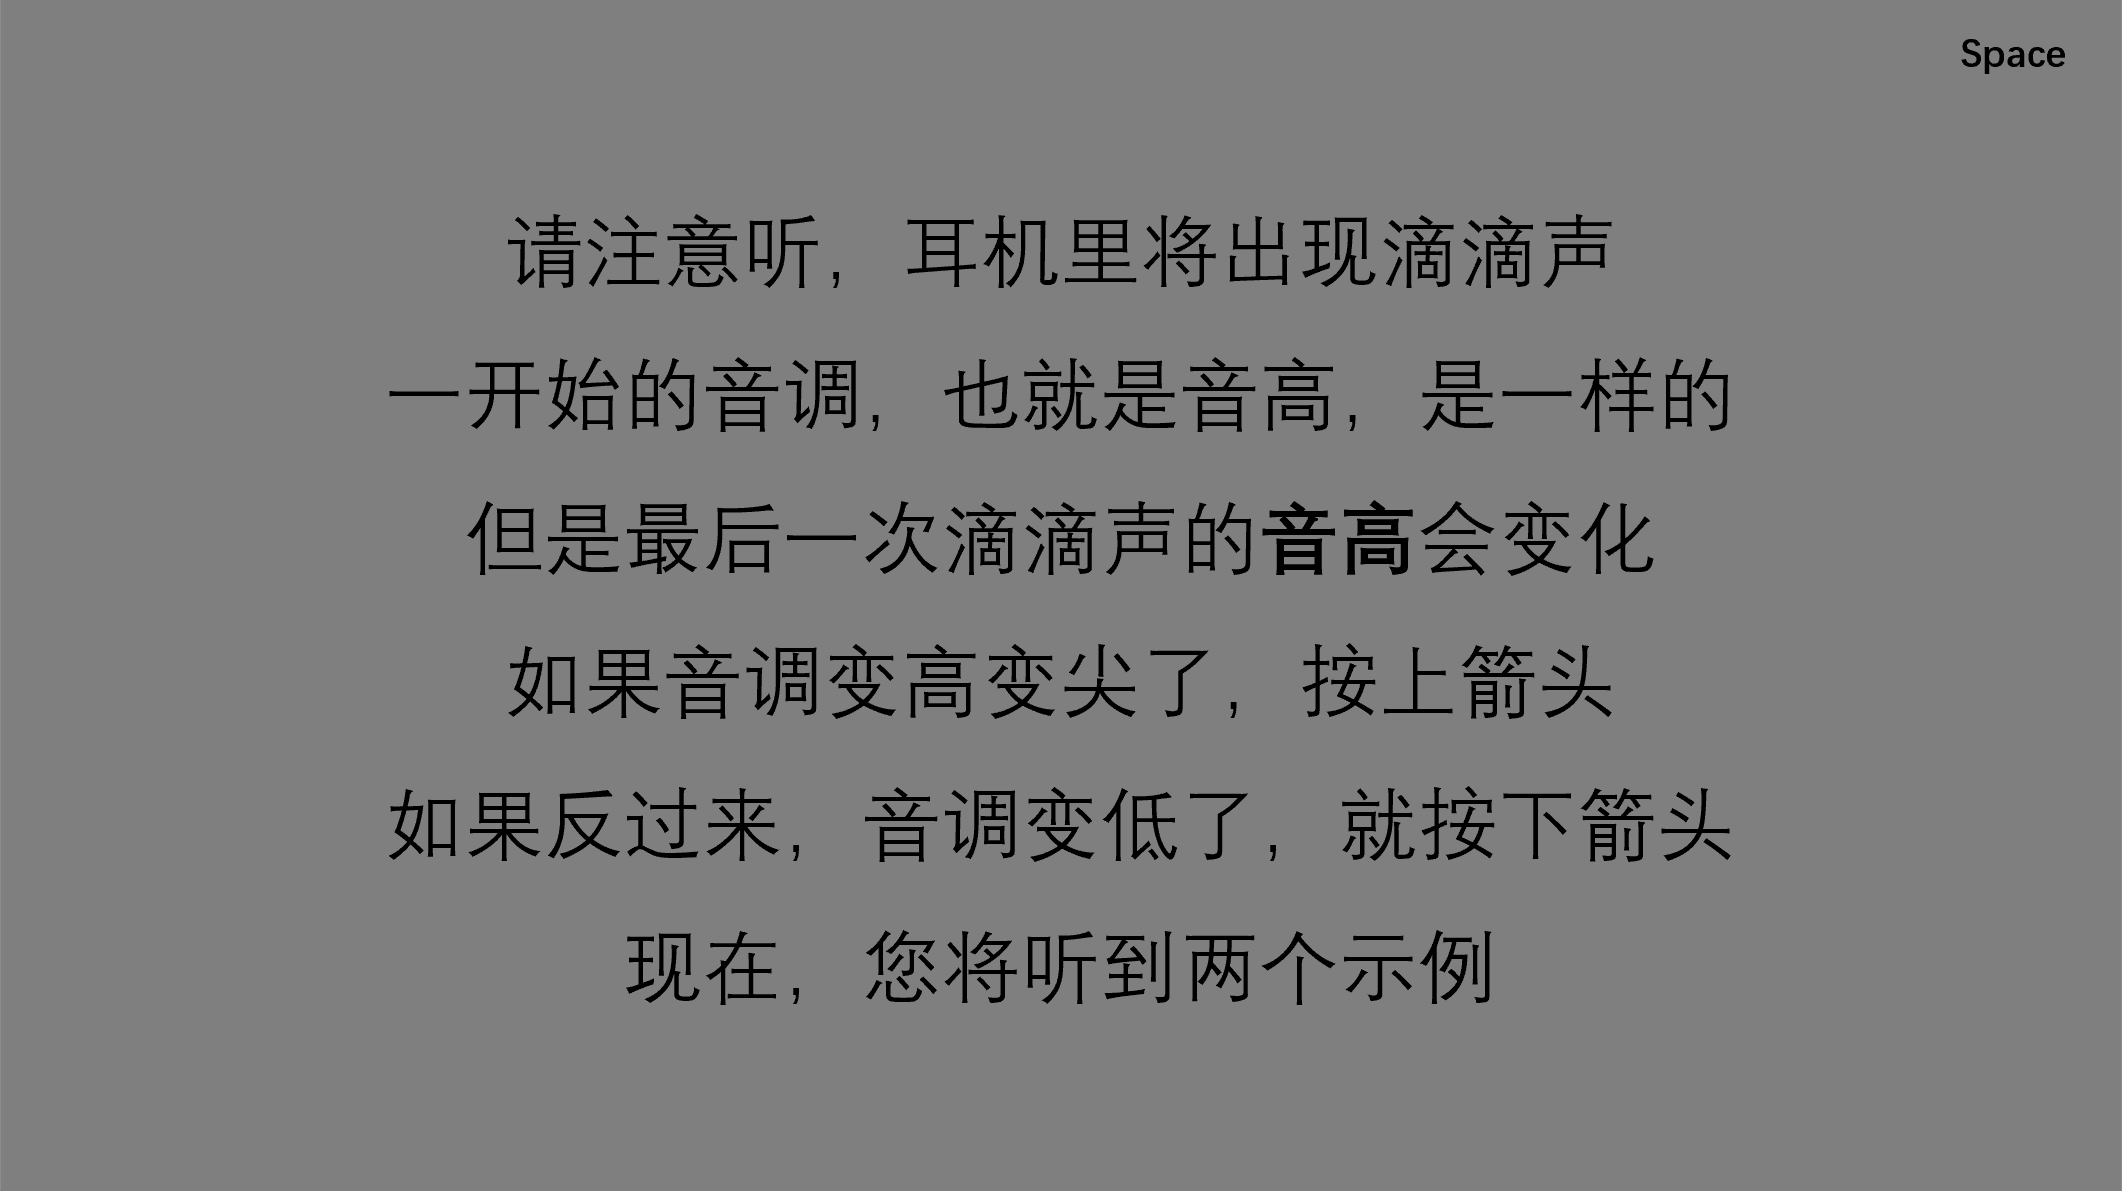 Space
请注意听，耳机里将出现滴滴声
一开始的音调，也就是音高，是一样的
但是最后一次滴滴声的音高会变化
如果音调变高变尖了，按上箭头
如果反过来，音调变低了，就按下箭头
现在，您将听到两个示例